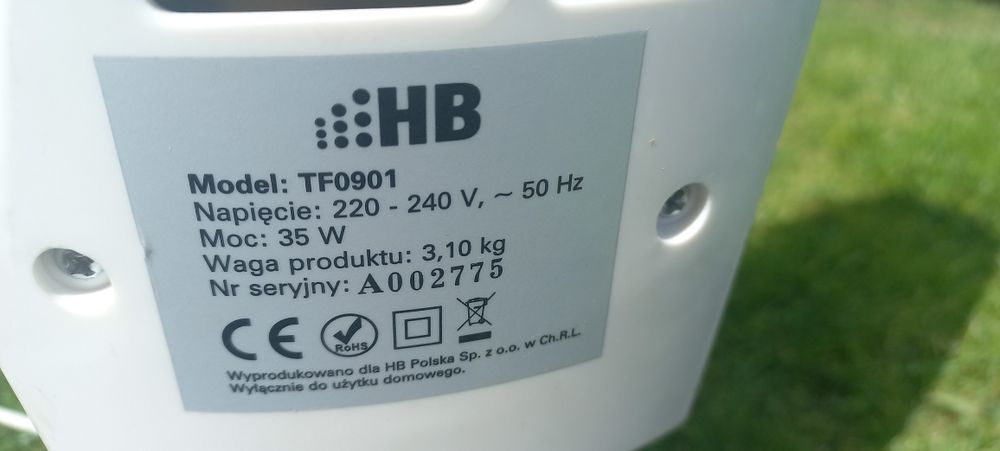 HB
Model: TF0901
Napięcie: 220 - 240 V, ~ 50 Hz
Moc: 35 W
Waga produktu: 3,10 kg
Nr seryjny: A002775
CE RoHS
Wyprodukowano dla HB Polska Sp. z o.o. w Ch.R.L.
Wyłącznie do użytku domowego.